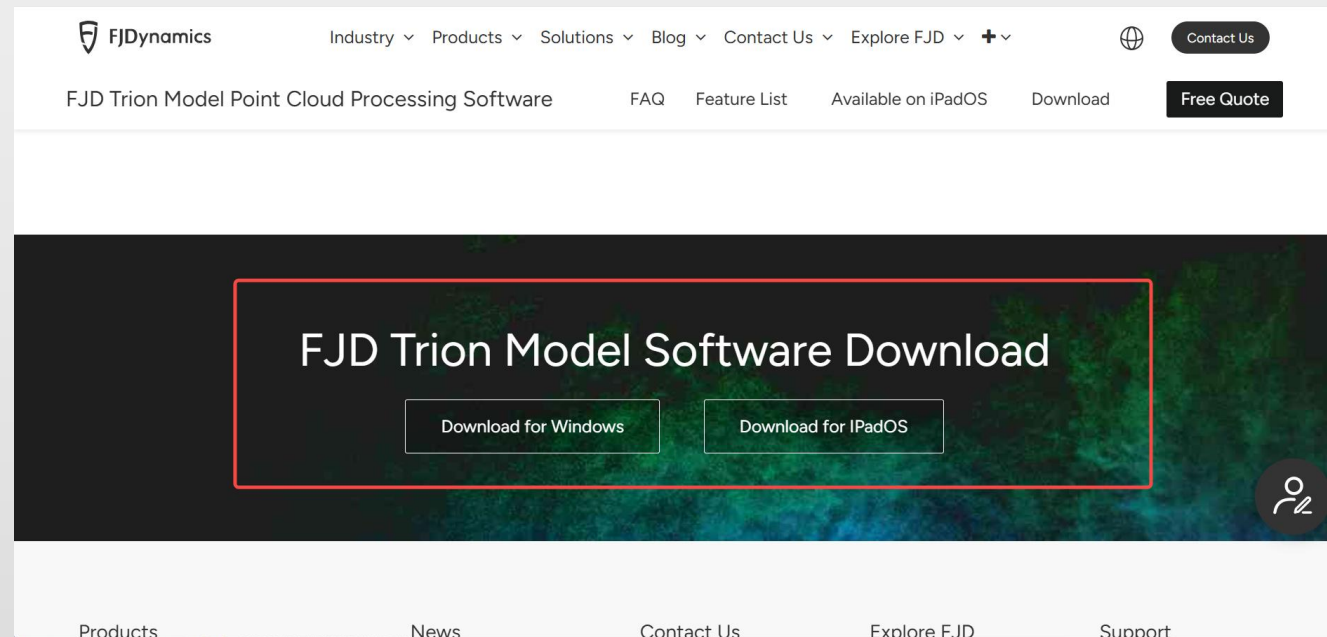 FJDynamics
Industry Products Solutions Blog Contact Us Explore FJD Contact Us
FJD Trion Model Point Cloud Processing Software FAQ Feature List Available on iPadOS Download Free Quote
FJD Trion Model Software Download
Download for Windows Download for IPadOS
Products News Contact Us Explore FJD Support